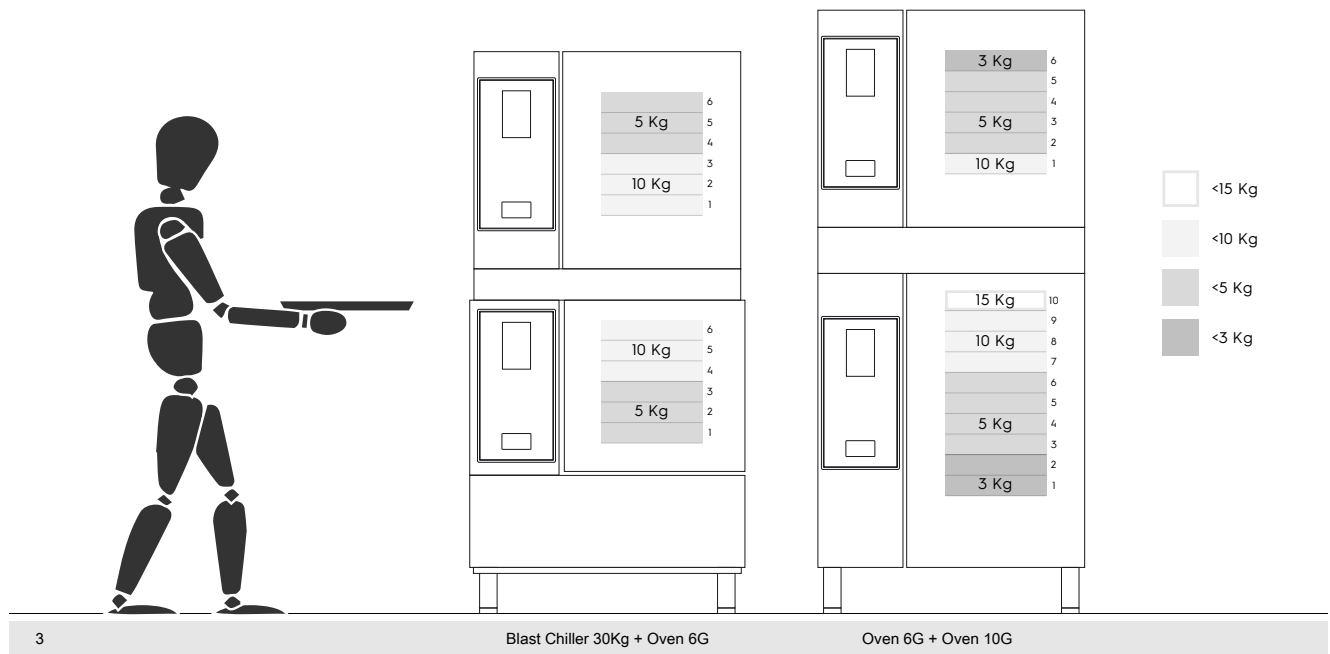 6
5 Kg 5
4
3
10 Kg 2
1
6
10 Kg 5
4
3
5 Kg 2
1
3 Kg 6
5
4
5 Kg 3
2
10 Kg 1
15 Kg 10
9
10 Kg 8
7
6
5
5 Kg 4
3
2
3 Kg 1
<15 Kg
<10 Kg
<5 Kg
<3 Kg
3 Blast Chiller 30Kg + Oven 6G Oven 6G + Oven 10G